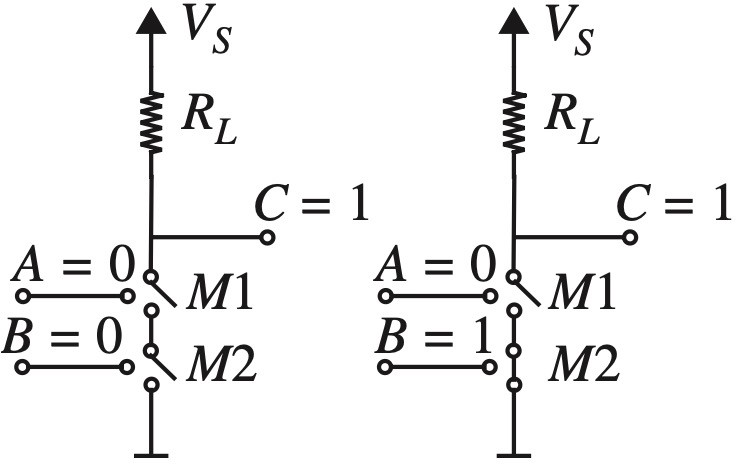 V_S V_S
R_L R_L
C = 1 C = 1
A = 0 M1 A = 0 M1
B = 0 M2 B = 1 M2